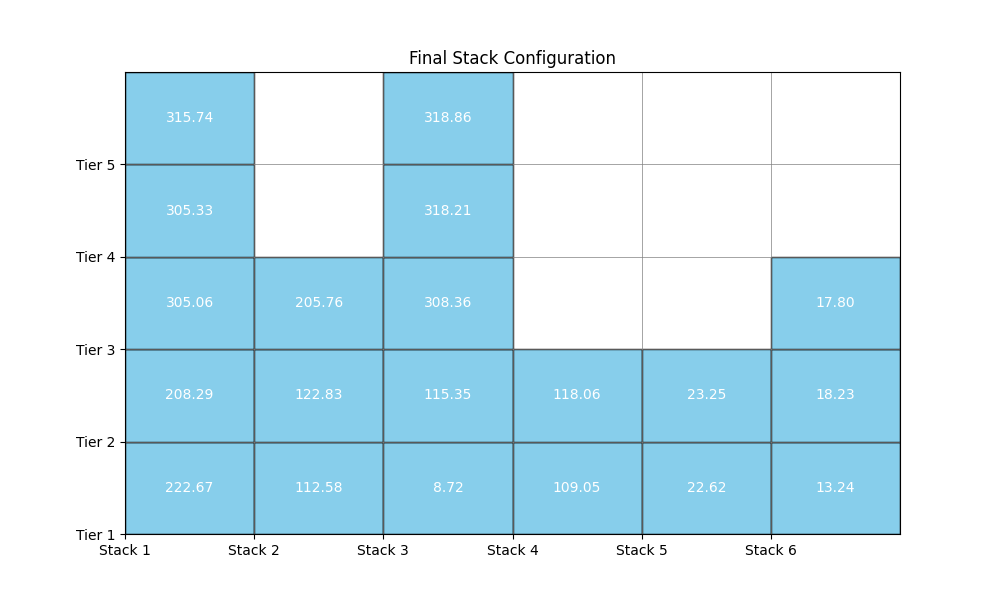 Final Stack Configuration
315.74 318.86
Tier 5
305.33 318.21
Tier 4
305.06 205.76 308.36 17.80
Tier 3
208.29 122.83 115.35 118.06 23.25 18.23
Tier 2
222.67 112.58 8.72 109.05 22.62 13.24
Tier 1
Stack 1 Stack 2 Stack 3 Stack 4 Stack 5 Stack 6